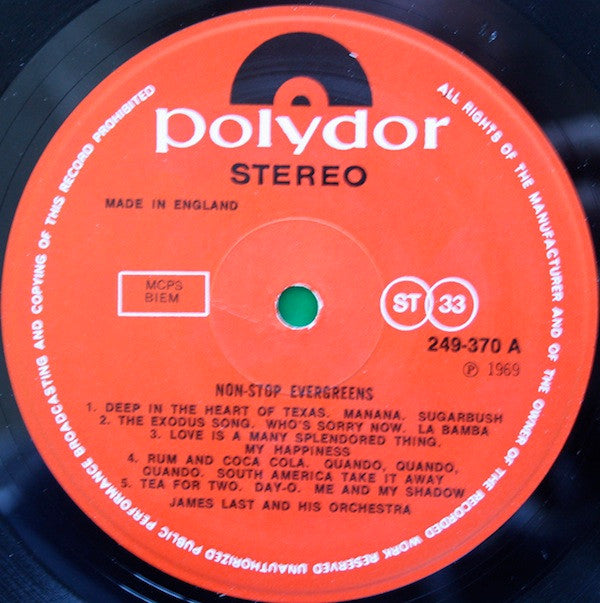 polydor
STEREO
MADE IN ENGLAND
MCPS
BIEM
ST 33
249-370 A
℗ 1969
NON-STOP EVERGREENS
1. DEEP IN THE HEART OF TEXAS. MANANA. SUGARBUSH
2. THE EXODUS SONG. WHO'S SORRY NOW. LA BAMBA
3. LOVE IS A MANY SPLENDORED THING.
MY HAPPINESS
4. RUM AND COCA COLA. QUANDO, QUANDO,
QUANDO. SOUTH AMERICA TAKE IT AWAY
5. TEA FOR TWO. DAY-O. ME AND MY SHADOW
JAMES LAST AND HIS ORCHESTRA
ALL RIGHTS OF THE MANUFACTURER AND OF THE OWNER OF THE RECORDED WORK RESERVED UNAUTHORIZED PUBLIC PERFORMANCE BROADCASTING AND COPYING OF THIS RECORD PROHIBITED